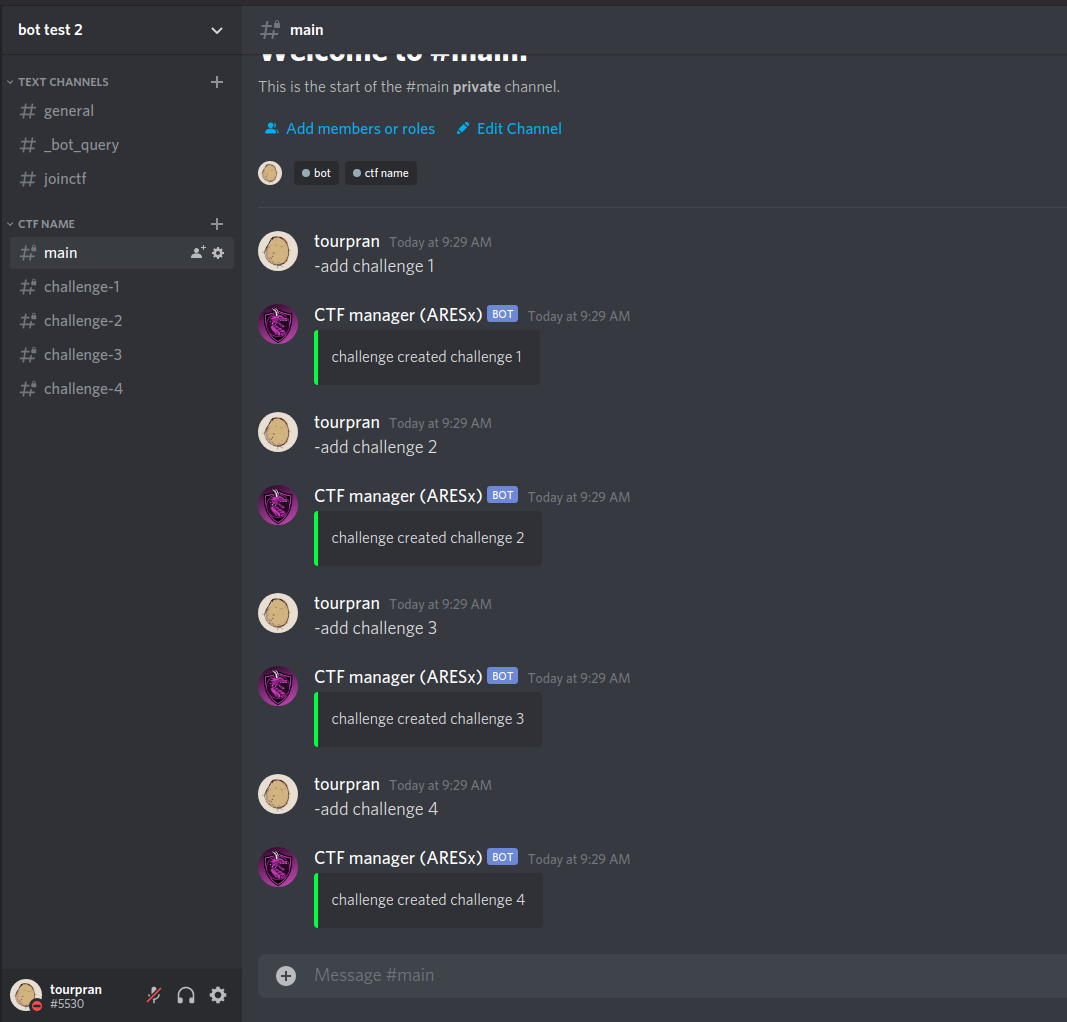 bot test 2
TEXT CHANNELS
general
_bot_query
joinctf
CTF NAME
main
challenge-1
challenge-2
challenge-3
challenge-4
tourpran
#5530
main
Welcome to #main!
This is the start of the #main private channel.
Add members or roles Edit Channel
bot ctf name
tourpran Today at 9:29 AM
-add challenge 1
CTF manager (ARESx) BOT Today at 9:29 AM
challenge created challenge 1
tourpran Today at 9:29 AM
-add challenge 2
CTF manager (ARESx) BOT Today at 9:29 AM
challenge created challenge 2
tourpran Today at 9:29 AM
-add challenge 3
CTF manager (ARESx) BOT Today at 9:29 AM
challenge created challenge 3
tourpran Today at 9:29 AM
-add challenge 4
CTF manager (ARESx) BOT Today at 9:29 AM
challenge created challenge 4
Message #main